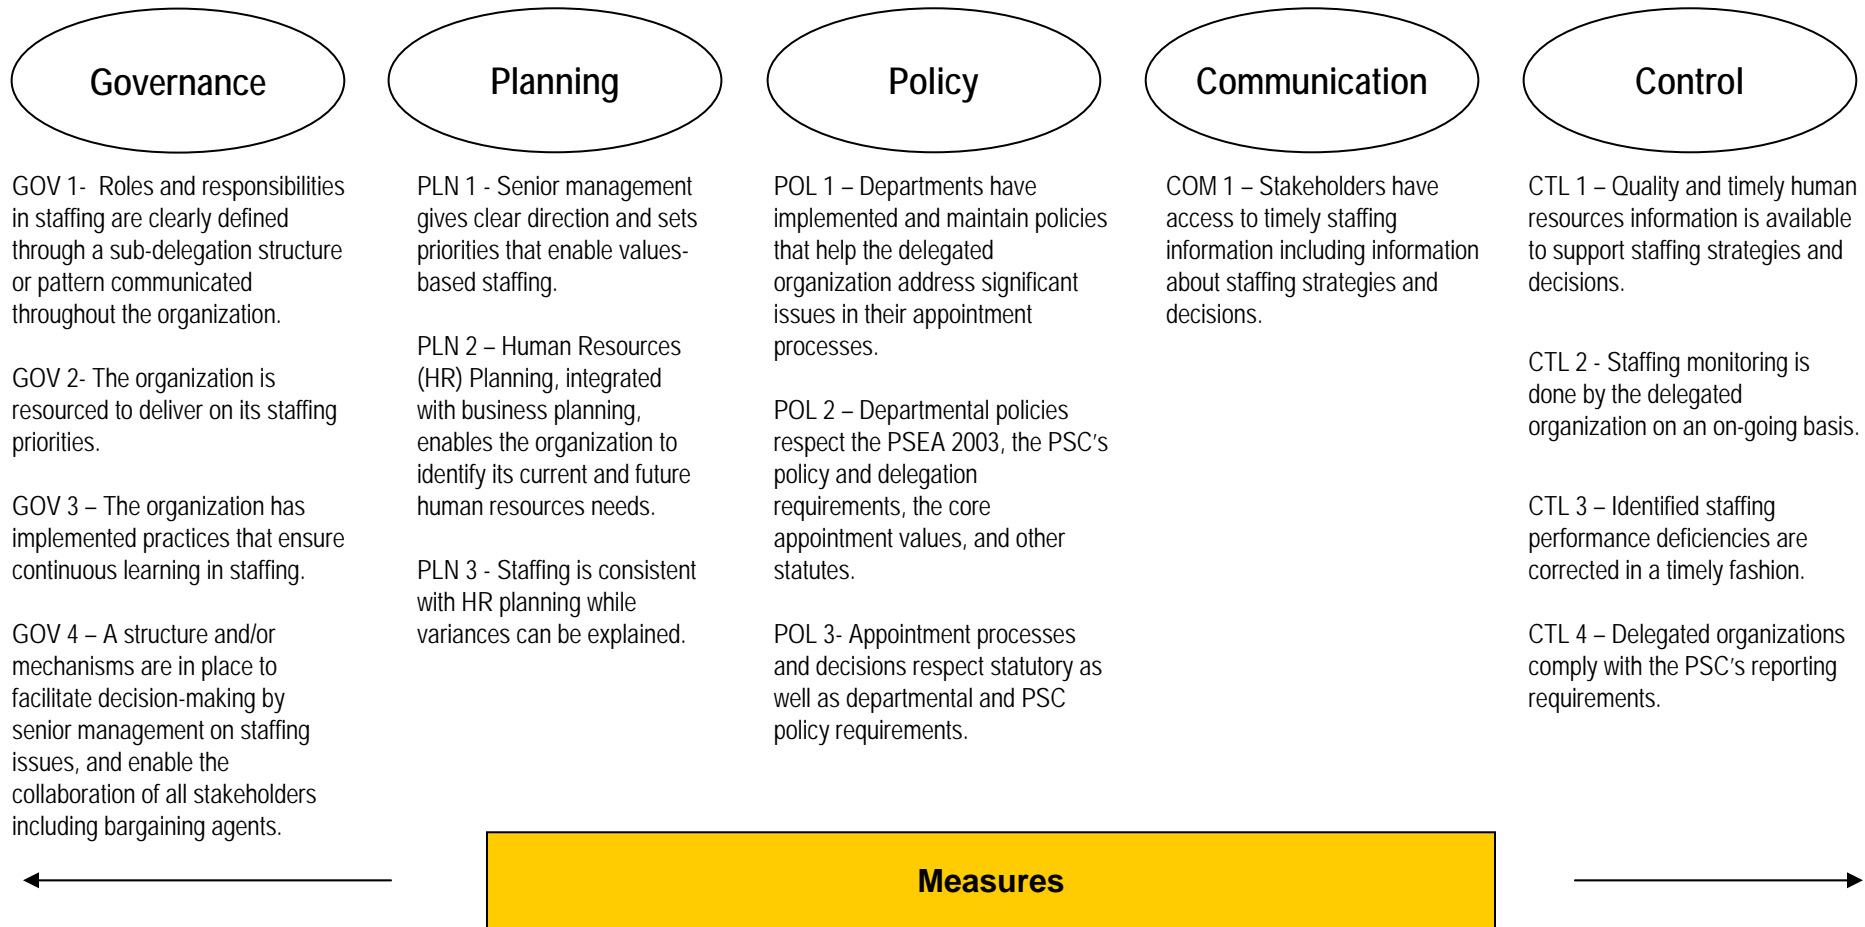 Governance
Planning
Policy
Communication
Control
GOV 1-  Roles and responsibilities
in staffing are clearly defined
through a sub-delegation structure
or pattern communicated
throughout the organization.
GOV 2- The organization is
resourced to deliver on its staffing
priorities.
GOV 3 – The organization has
implemented practices that ensure
continuous learning in staffing.
GOV 4 – A structure and/or
mechanisms are in place to
facilitate decision-making by
senior management on staffing
issues, and enable the
collaboration of all stakeholders
including bargaining agents.
PLN 1 - Senior management
gives clear direction and sets
priorities that enable values-
based staffing.
PLN 2 – Human Resources
(HR) Planning, integrated
with business planning,
enables the organization to
identify its current and future
human resources needs.
PLN 3 - Staffing is consistent
with HR planning while
variances can be explained.
POL 1 – Departments have
implemented and maintain policies
that help the delegated
organization address significant
issues in their appointment
processes.
POL 2 – Departmental policies
respect the PSEA 2003, the PSC’s
policy and delegation
requirements, the core
appointment values, and other
statutes.
POL 3- Appointment processes
and decisions respect statutory as
well as departmental and PSC
policy requirements.
COM 1 – Stakeholders have
access to timely staffing
information including information
about staffing strategies and
decisions.
CTL 1 – Quality and timely human
resources information is available
to support staffing strategies and
decisions.
CTL 2 - Staffing monitoring is
done by the delegated
organization on an on-going basis.
CTL 3 – Identified staffing
performance deficiencies are
corrected in a timely fashion.
CTL 4 – Delegated organizations
comply with the PSC’s reporting
requirements.
Measures